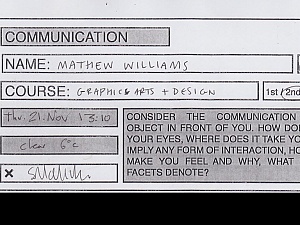 COMMUNICATION
NAME: MATHEW WILLIAMS
COURSE: GRAPHIC ARTS + DESIGN 1st / 2nd
Thu. 21. Nov 13:10
clear 6°c
CONSIDER THE COMMUNICATION
OBJECT IN FRONT OF YOU. HOW DO
YOUR EYES, WHERE DOES IT TAKE YO
IMPLY ANY FORM OF INTERACTION, HO
MAKE YOU FEEL AND WHY, WHAT
FACETS DENOTE?
X